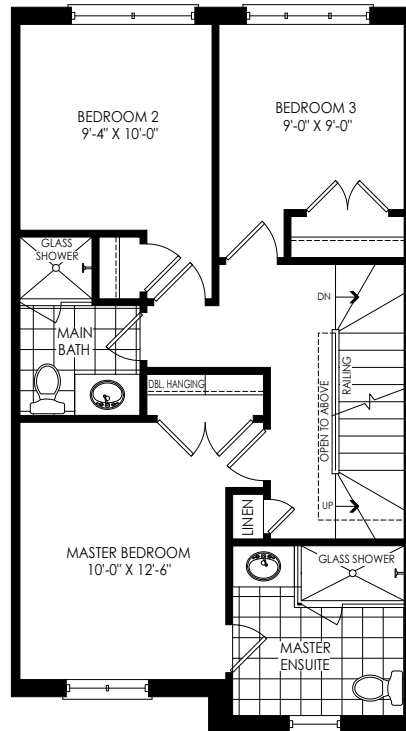 BEDROOM 2
9'-4" X 10'-0"
BEDROOM 3
9'-0" X 9'-0"
GLASS
SHOWER
MAIN
BATH
DN
RAILING
OPEN TO ABOVE
UP
DBL. HANGING
LINEN
MASTER BEDROOM
10'-0" X 12'-6"
GLASS SHOWER
MASTER
ENSUITE